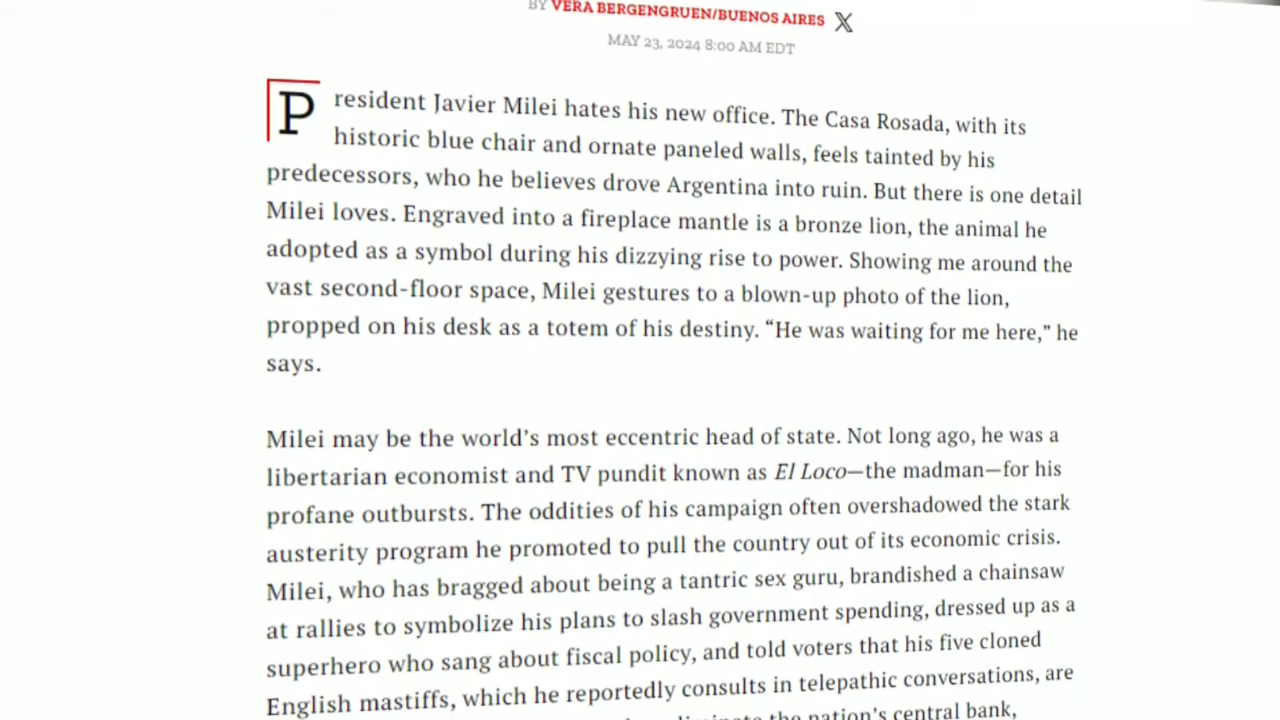 BY VERA BERGENGRUEN/BUENOS AIRES X
MAY 23, 2024 8:00 AM EDT
President Javier Milei hates his new office. The Casa Rosada, with its
historic blue chair and ornate paneled walls, feels tainted by his
predecessors, who he believes drove Argentina into ruin. But there is one detail
Milei loves. Engraved into a fireplace mantle is a bronze lion, the animal he
adopted as a symbol during his dizzying rise to power. Showing me around the
vast second-floor space, Milei gestures to a blown-up photo of the lion,
propped on his desk as a totem of his destiny. “He was waiting for me here,” he
says.
Milei may be the world’s most eccentric head of state. Not long ago, he was a
libertarian economist and TV pundit known as El Loco—the madman—for his
profane outbursts. The oddities of his campaign often overshadowed the stark
austerity program he promoted to pull the country out of its economic crisis.
Milei, who has bragged about being a tantric sex guru, brandished a chainsaw
at rallies to symbolize his plans to slash government spending, dressed up as a
superhero who sang about fiscal policy, and told voters that his five cloned
English mastiffs, which he reportedly consults in telepathic conversations, are
the nation’s central bank,